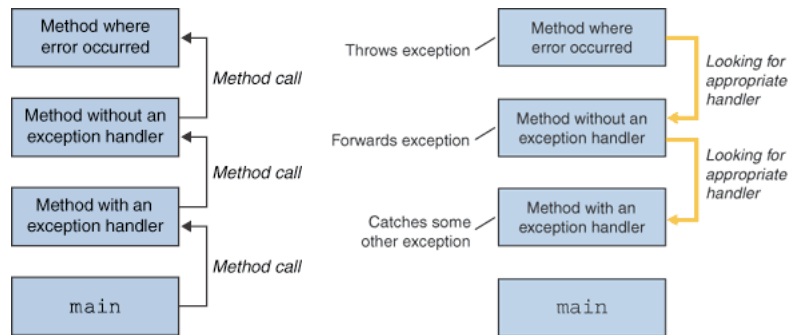 Method where
error occurred
Method call
Method without an
exception handler
Method call
Method with an
exception handler
Method call
main
Throws exception
Method where
error occurred
Looking for
appropriate
handler
Forwards exception
Method without an
exception handler
Looking for
appropriate
handler
Catches some
other exception
Method with an
exception handler
main